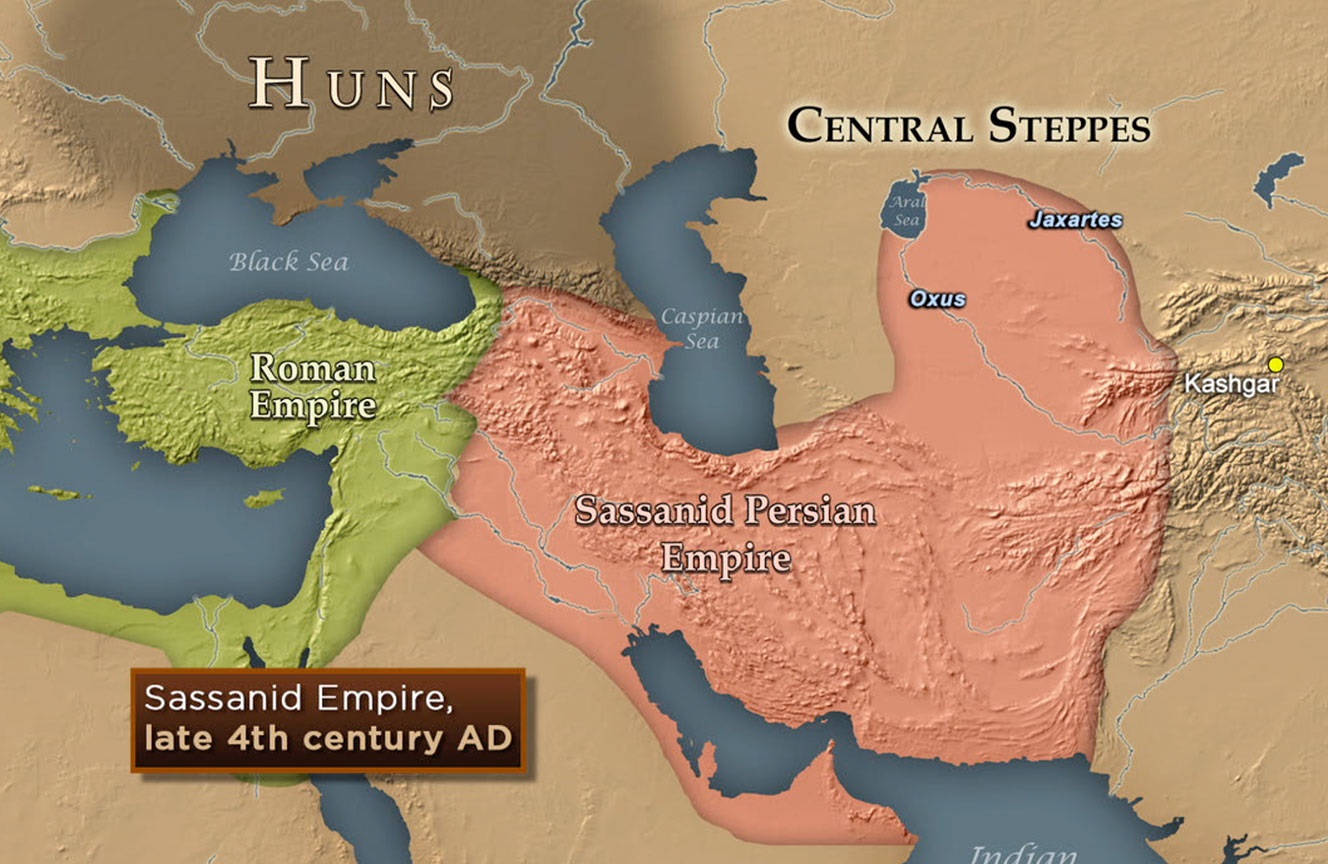 HUNS
CENTRAL STEPPES
Aral
Sea
Jaxartes
Black Sea
Oxus
Caspian
Sea
Roman
Empire
Kashgar
Sassanid Persian
Empire
Sassanid Empire,
late 4th century AD
Indian